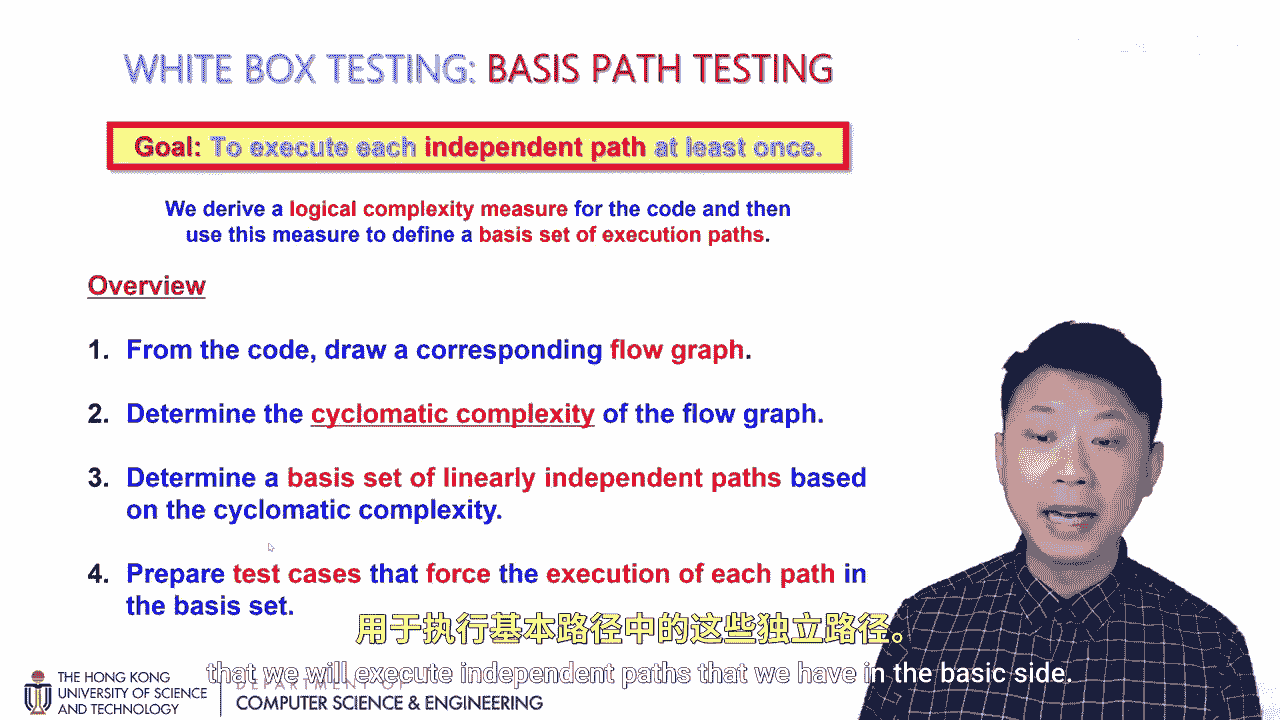 WHITE BOX TESTING: BASIS PATH TESTING
Goal: To execute each independent path at least once.
We derive a logical complexity measure for the code and then
use this measure to define a basis set of execution paths.
Overview
1. From the code, draw a corresponding flow graph.
2. Determine the cyclomatic complexity of the flow graph.
3. Determine a basis set of linearly independent paths based
on the cyclomatic complexity.
4. Prepare test cases that force the execution of each path in
the basis set.
用于执行基本路径中的这些独立路径。
that we will execute independent paths that we have in the basic side.
THE HONG KONG
UNIVERSITY OF SCIENCE
AND TECHNOLOGY
DEPARTMENT OF
COMPUTER SCIENCE & ENGINEERING